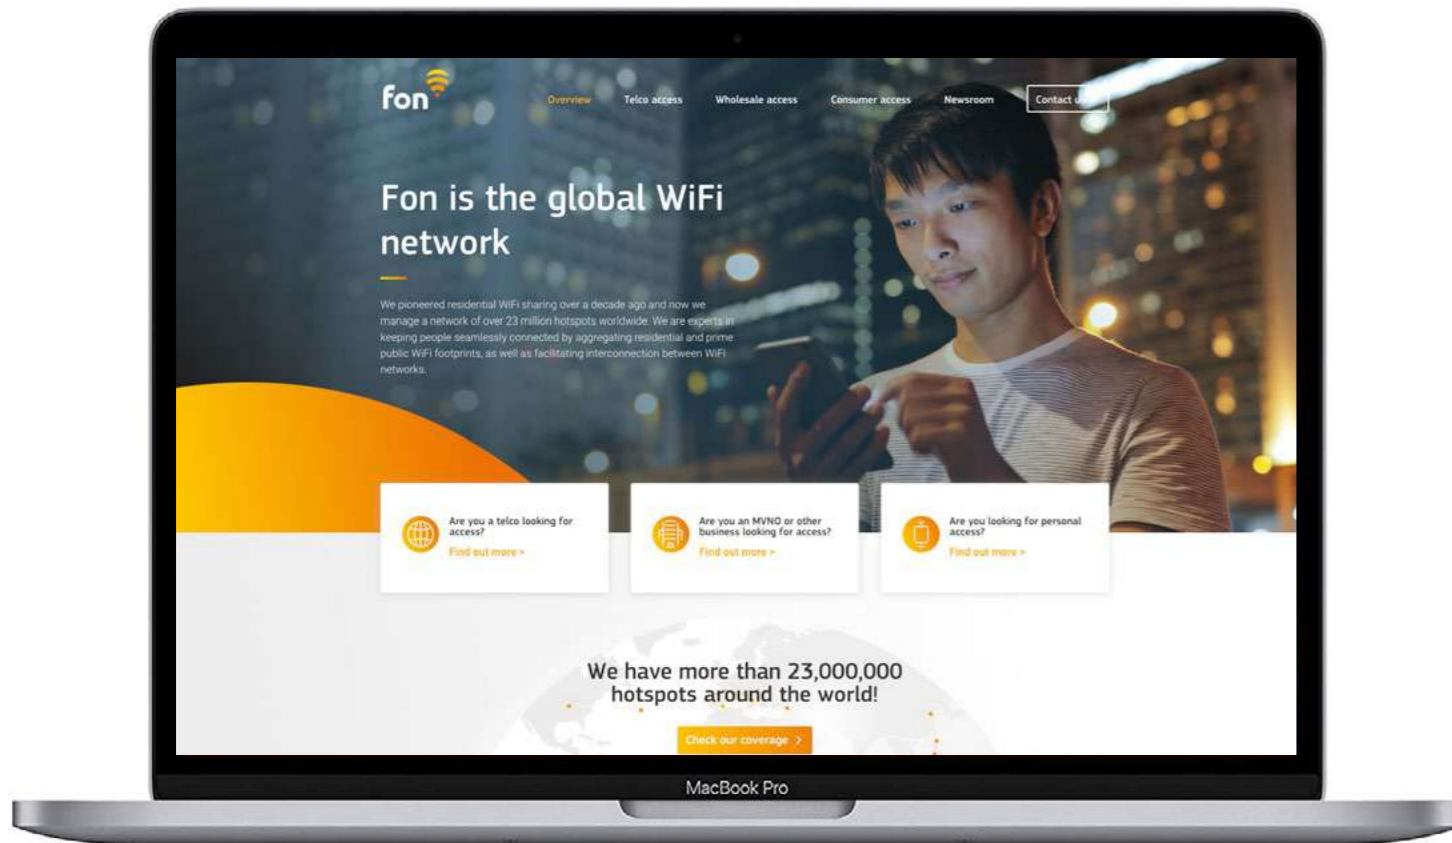 fon
Overview Telco access Wholesale access Consumer access Newsroom Contact us
Fon is the global WiFi
network
We pioneered residential WiFi sharing over a decade ago and now we
manage a network of over 23 million hotspots worldwide. We are experts in
keeping people seamlessly connected by aggregating residential and prime
public WiFi footprints, as well as facilitating interconnection between WiFi
networks.
Are you a telco looking for
access?
Find out more >
Are you an MVNO or other
business looking for access?
Find out more >
Are you looking for personal
access?
Find out more >
We have more than 23,000,000
hotspots around the world!
Check our coverage >
MacBook Pro